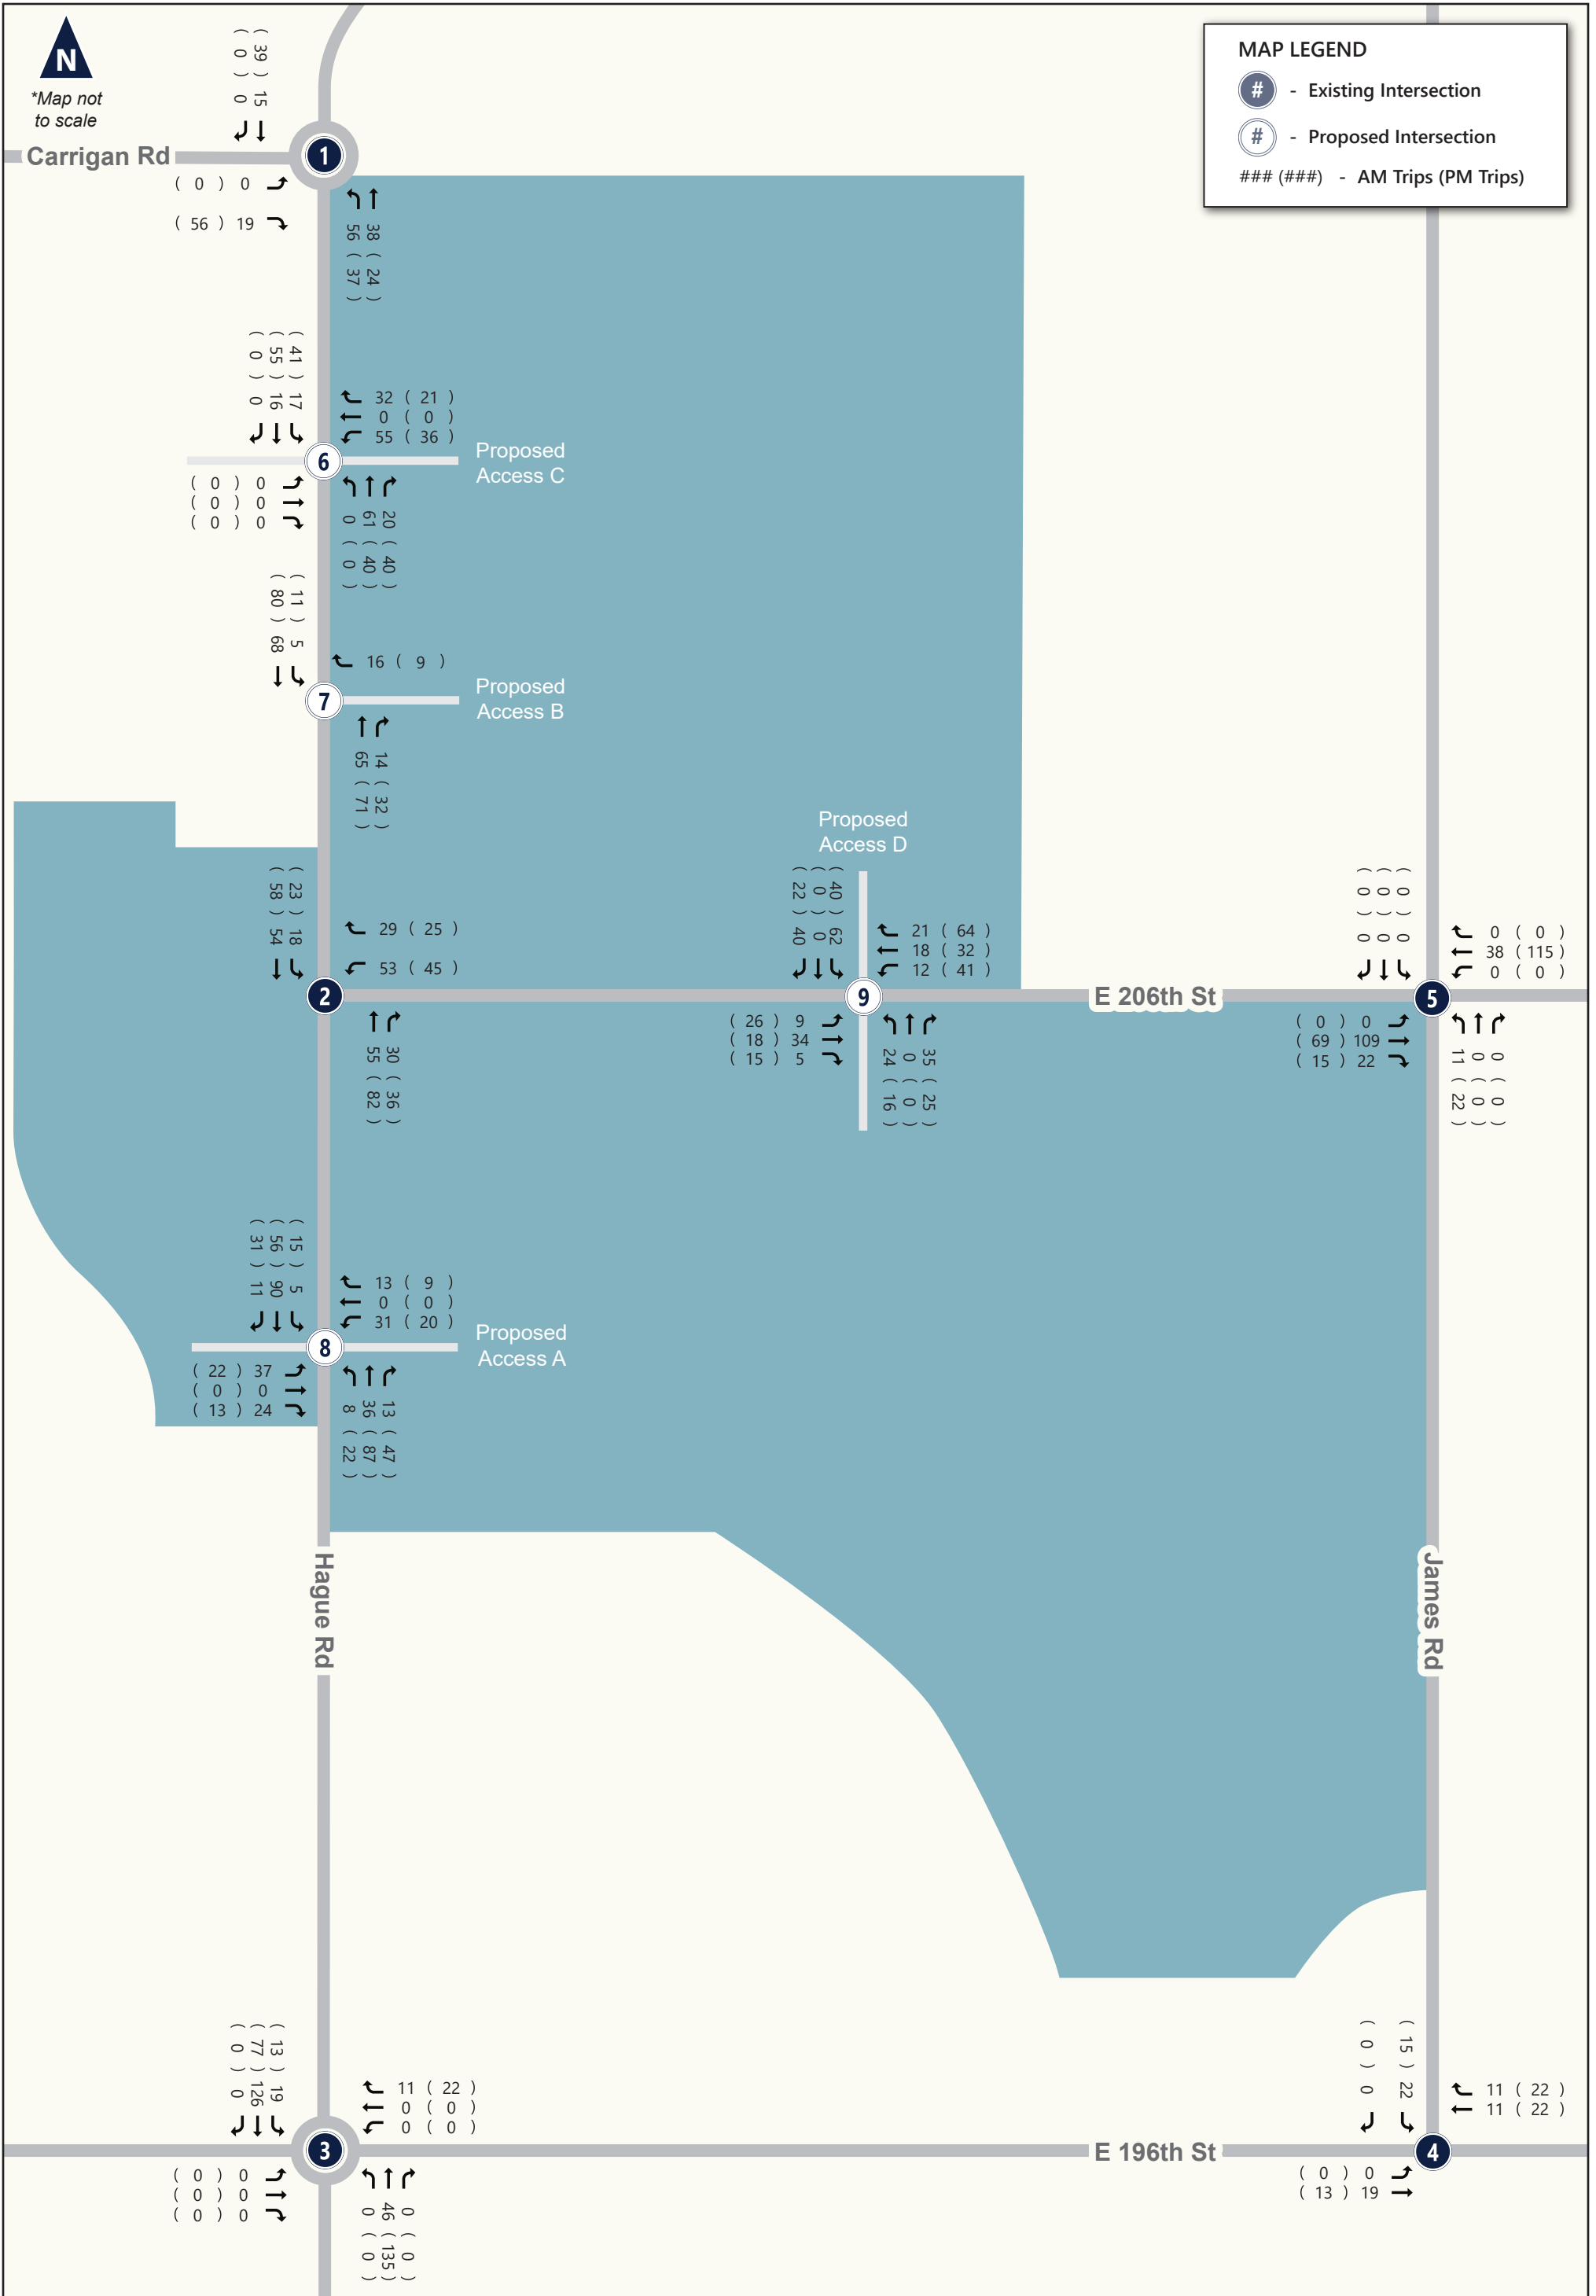 N
*Map not
to scale
MAP LEGEND
# - Existing Intersection
# - Proposed Intersection
### (###) - AM Trips (PM Trips)
( 39 ) 15
( 0 ) 0
Carrigan Rd
1
( 0 ) 0
( 56 ) 19
38 ( 24 )
56 ( 37 )
( 41 ) 17
( 55 ) 16
( 0 ) 0
32 ( 21 )
0 ( 0 )
55 ( 36 )
6
Proposed
Access C
( 0 ) 0
( 0 ) 0
( 0 ) 0
20 ( 40 )
61 ( 40 )
0 ( 0 )
( 11 ) 5
( 80 ) 68
16 ( 9 )
7
Proposed
Access B
14 ( 32 )
65 ( 71 )
( 23 ) 18
( 58 ) 54
29 ( 25 )
53 ( 45 )
2
30 ( 36 )
55 ( 82 )
Proposed
Access D
( 40 ) 62
( 0 ) 0
( 22 ) 40
21 ( 64 )
18 ( 32 )
12 ( 41 )
9
( 26 ) 9
( 18 ) 34
( 15 ) 5
35 ( 25 )
0 ( 0 )
24 ( 16 )
E 206th St
( 0 ) 0
( 0 ) 0
( 0 ) 0
0 ( 0 )
38 ( 115 )
0 ( 0 )
5
( 0 ) 0
( 69 ) 109
( 15 ) 22
0 ( 0 )
0 ( 0 )
11 ( 22 )
( 15 ) 5
( 56 ) 90
( 31 ) 11
13 ( 9 )
0 ( 0 )
31 ( 20 )
8
Proposed
Access A
( 22 ) 37
( 0 ) 0
( 13 ) 24
13 ( 47 )
36 ( 87 )
8 ( 22 )
Hague Rd
James Rd
( 13 ) 19
( 77 ) 126
( 0 ) 0
11 ( 22 )
0 ( 0 )
0 ( 0 )
3
( 0 ) 0
( 0 ) 0
( 0 ) 0
0 ( 0 )
46 ( 135 )
0 ( 0 )
E 196th St
( 15 ) 22
( 0 ) 0
11 ( 22 )
11 ( 22 )
4
( 0 ) 0
( 13 ) 19